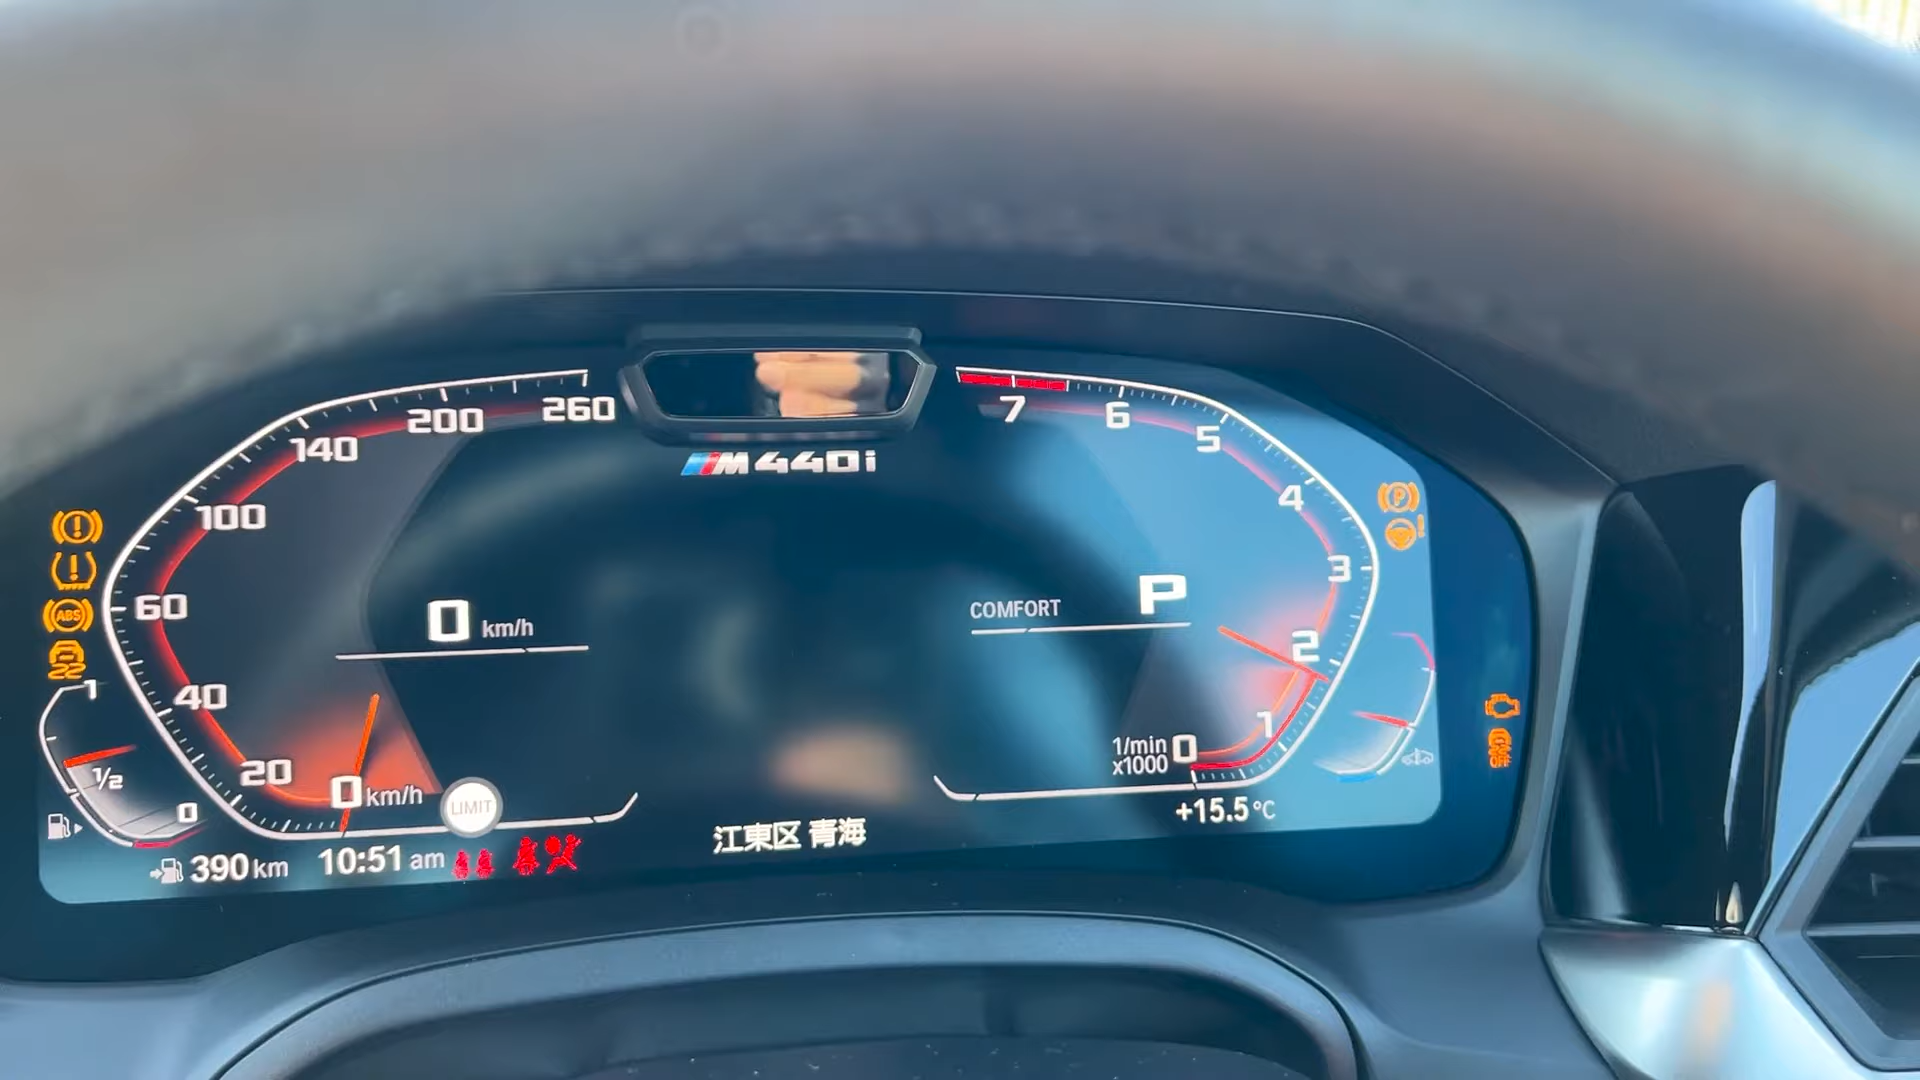 260
200
140
100
60
40
20
0 km/h
M440i
7
6
5
4
3
2
1
0
1/min
x1000
ABS
P
0 km/h
COMFORT
P
1
1/2
0
LIMIT
OFF
+15.5 °C
390 km
10:51 am
江東区 青海